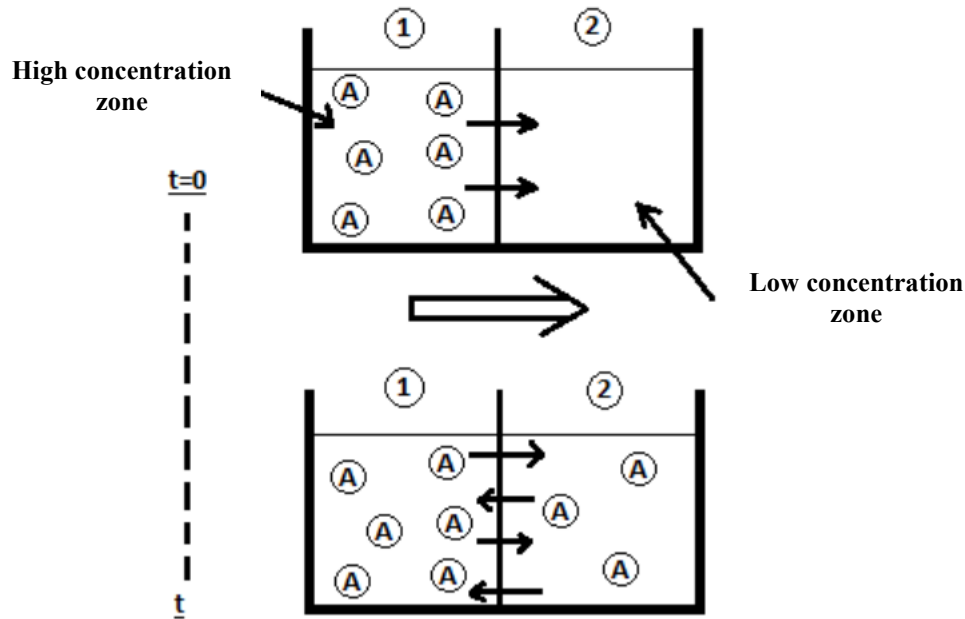 1 2
High concentration
zone
A A
A A
A A
t=0
Low concentration
zone
1 2
A A A
A A A
A A A
t